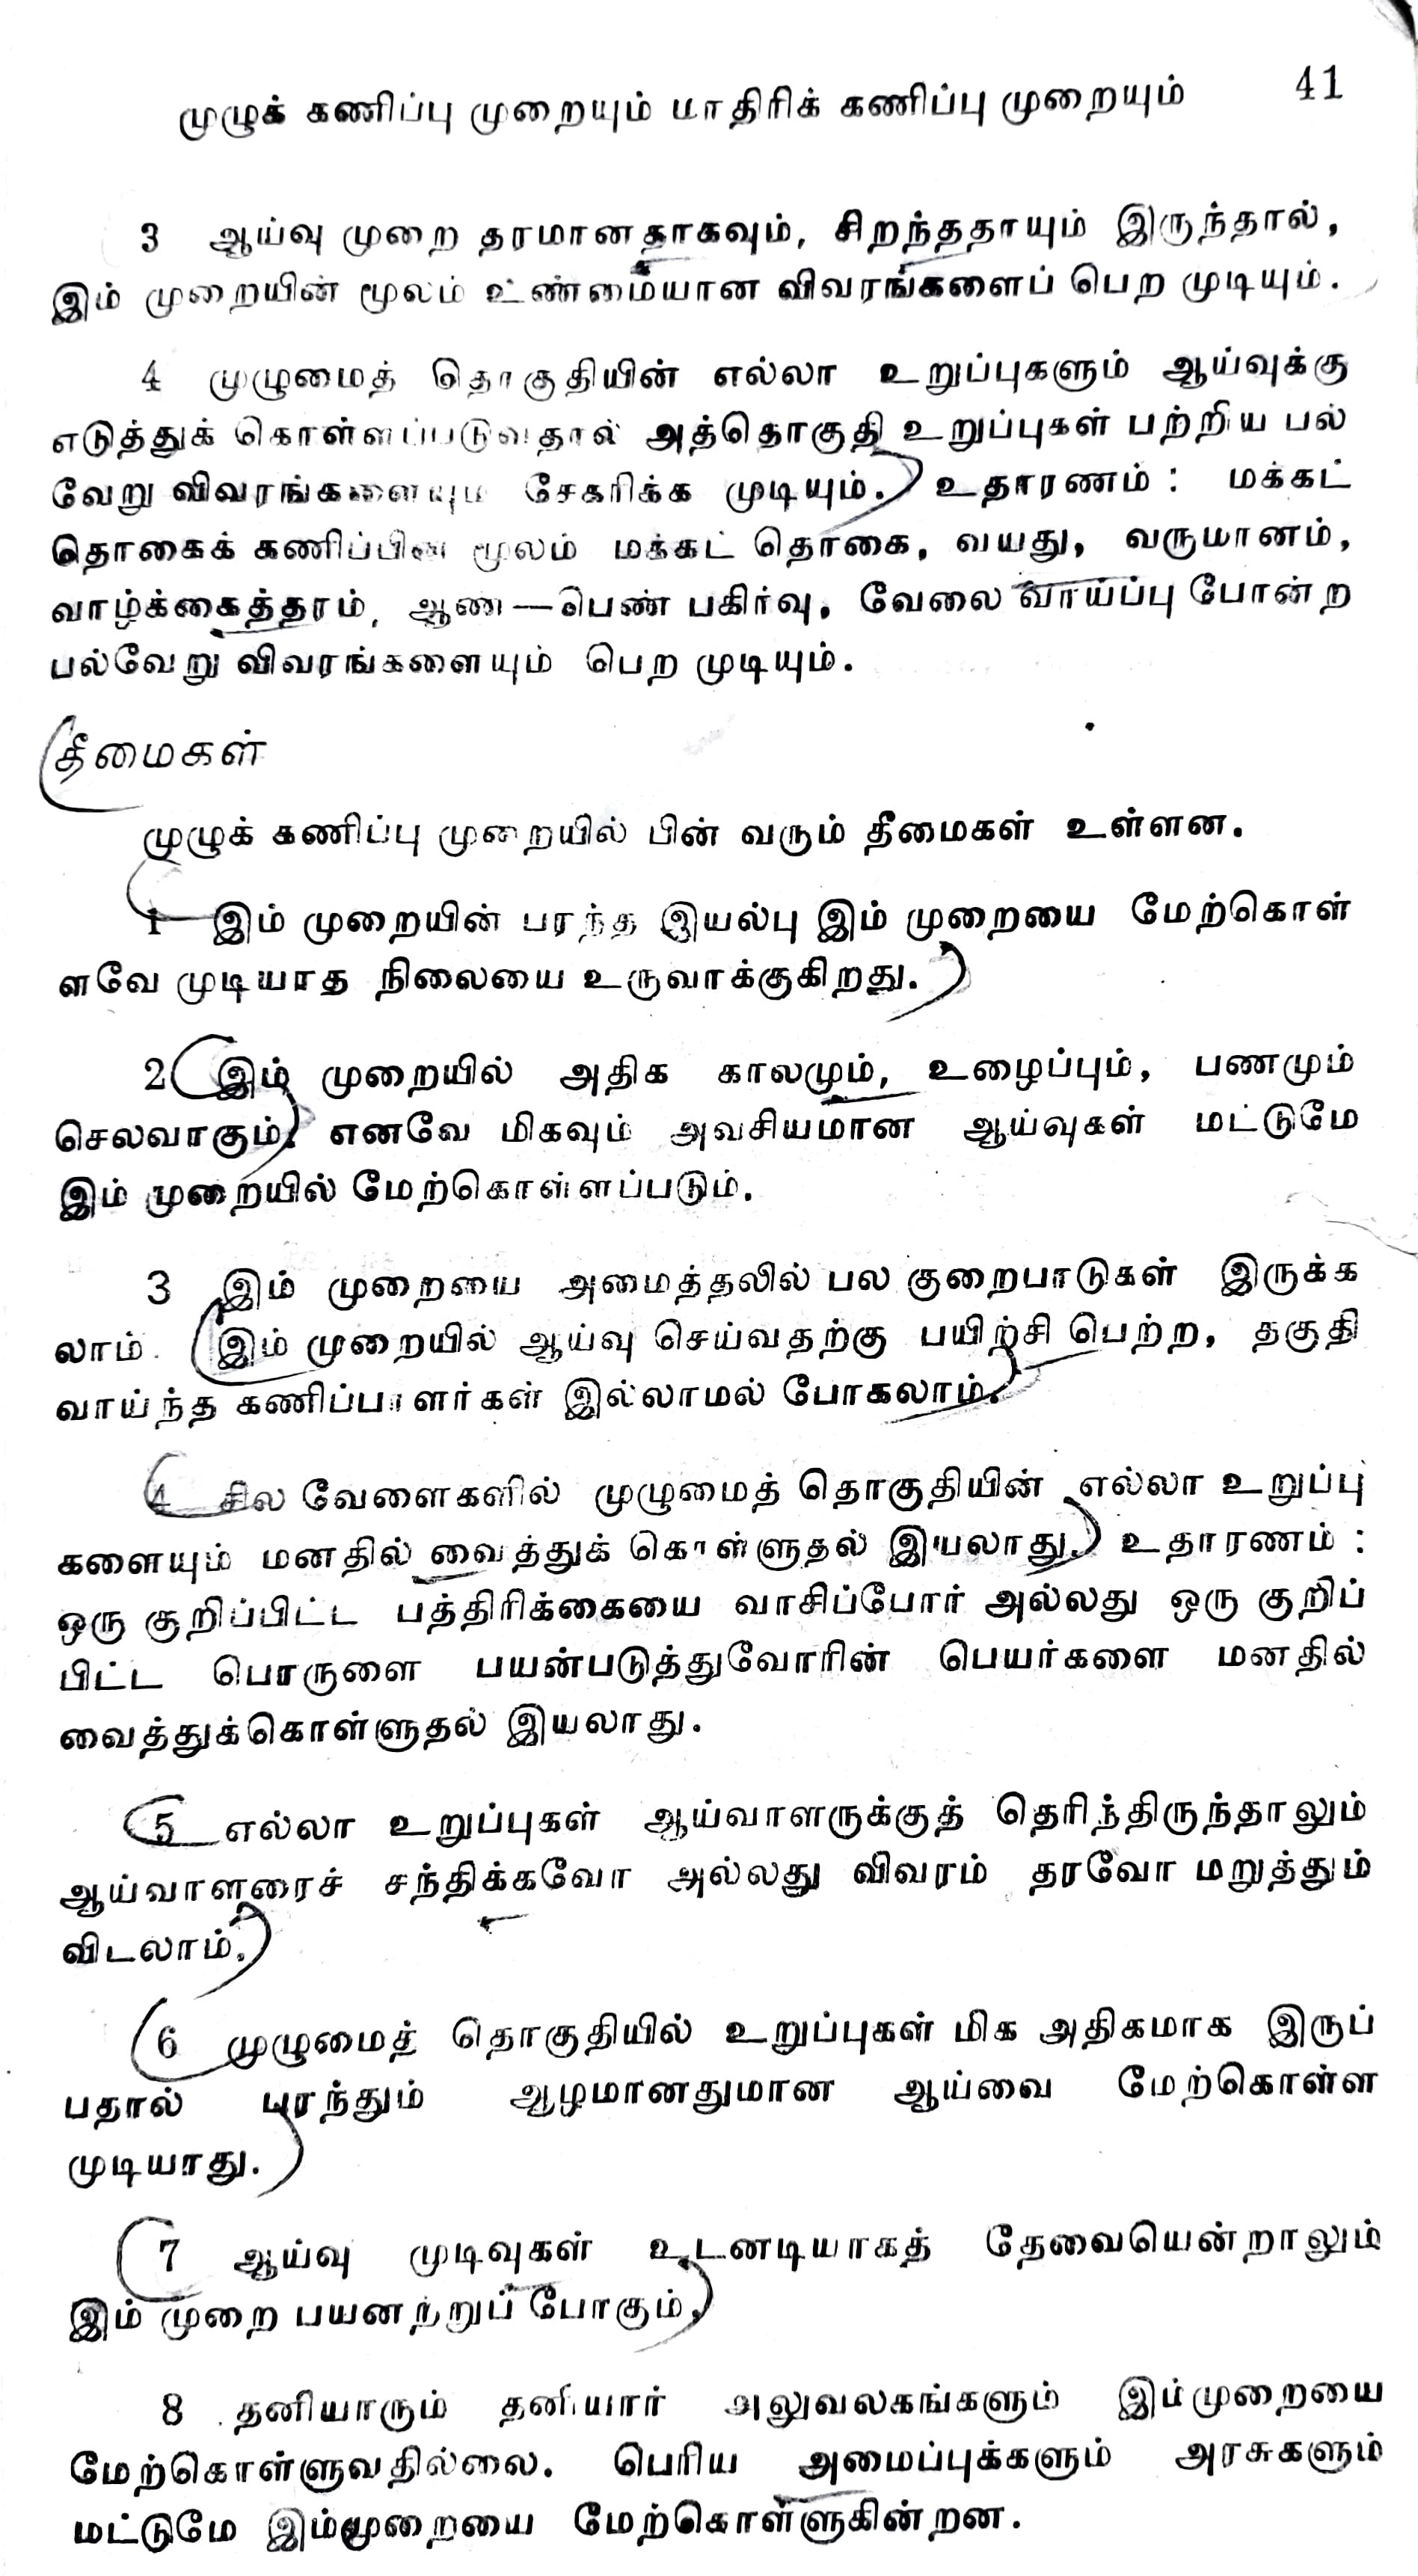 முழுக் கணிப்பு முறையும் மாதிரிக் கணிப்பு முறையும் 41
3 ஆய்வு முறை தரமானதாகவும், சிறந்ததாயும் இருந்தால்,
இம் முறையின் மூலம் உண்மையான விவரங்களைப் பெற முடியும்.
4 முழுமைத் தொகுதியின் எல்லா உறுப்புகளும் ஆய்வுக்கு
எடுத்துக் கொள்ளப்படுவதால் அத்தொகுதி உறுப்புகள் பற்றிய பல்
வேறு விவரங்களையும் சேகரிக்க முடியும். உதாரணம் : மக்கட்
தொகைக் கணிப்பின் மூலம் மக்கட் தொகை, வயது, வருமானம்,
வாழ்க்கைத்தரம், ஆண—பெண் பகிர்வு, வேலை வாய்ப்பு போன்ற
பல்வேறு விவரங்களையும் பெற முடியும்.
தீமைகள்
முழுக் கணிப்பு முறையில் பின் வரும் தீமைகள் உள்ளன.
1 இம் முறையின் பரந்த இயல்பு இம் முறையை மேற்கொள்
ளவே முடியாத நிலையை உருவாக்குகிறது.
2 இம் முறையில் அதிக காலமும், உழைப்பும், பணமும்
செலவாகும். எனவே மிகவும் அவசியமான ஆய்வுகள் மட்டுமே
இம் முறையில் மேற்கொள்ளப்படும்.
3 இம் முறையை அமைத்தலில் பல குறைபாடுகள் இருக்க
லாம். இம் முறையில் ஆய்வு செய்வதற்கு பயிற்சி பெற்ற, தகுதி
வாய்ந்த கணிப்பாளர்கள் இல்லாமல் போகலாம்.
4 சில வேளைகளில் முழுமைத் தொகுதியின் எல்லா உறுப்பு
களையும் மனதில் வைத்துக் கொள்ளுதல் இயலாது. உதாரணம் :
ஒரு குறிப்பிட்ட பத்திரிக்கையை வாசிப்போர் அல்லது ஒரு குறிப்
பிட்ட பொருளை பயன்படுத்துவோரின் பெயர்களை மனதில்
வைத்துக்கொள்ளுதல் இயலாது.
5 எல்லா உறுப்புகள் ஆய்வாளருக்குத் தெரிந்திருந்தாலும்
ஆய்வாளரைச் சந்திக்கவோ அல்லது விவரம் தரவோ மறுத்தும்
விடலாம்.
6 முழுமைத் தொகுதியில் உறுப்புகள் மிக அதிகமாக இருப்
பதால் பரந்தும் ஆழமானதுமான ஆய்வை மேற்கொள்ள
முடியாது.
7 ஆய்வு முடிவுகள் உடனடியாகத் தேவையென்றாலும்
இம் முறை பயனற்றுப் போகும்.
8 தனியாரும் தனியார் அலுவலகங்களும் இம்முறையை
மேற்கொள்ளுவதில்லை. பெரிய அமைப்புக்களும் அரசுகளும்
மட்டுமே இம்முறையை மேற்கொள்ளுகின்றன.